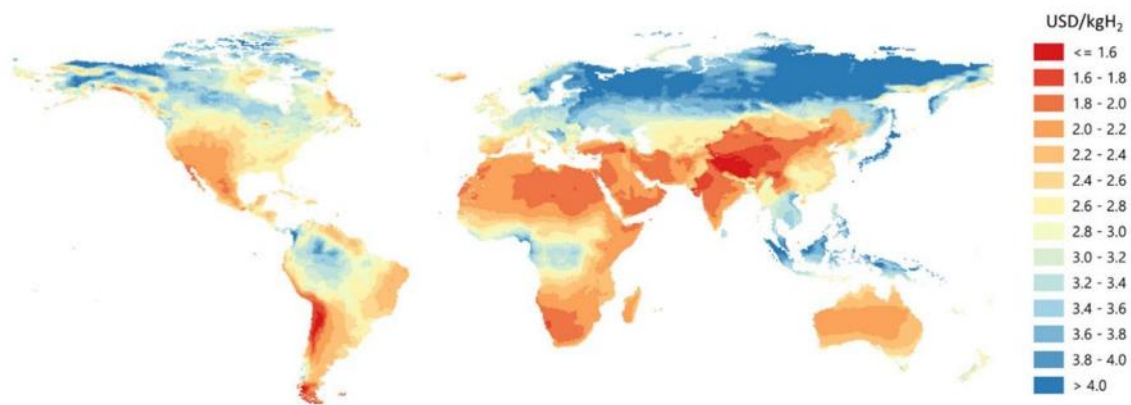 USD/kgH₂
<= 1.6
1.6 - 1.8
1.8 - 2.0
2.0 - 2.2
2.2 - 2.4
2.4 - 2.6
2.6 - 2.8
2.8 - 3.0
3.0 - 3.2
3.2 - 3.4
3.4 - 3.6
3.6 - 3.8
3.8 - 4.0
> 4.0